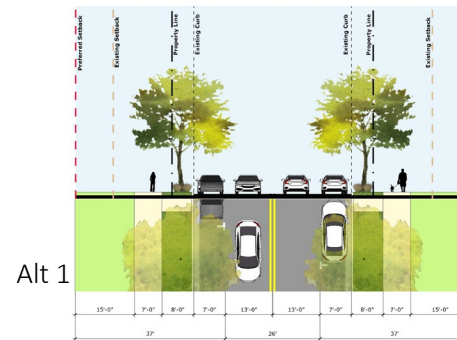 Preferred Setback
Existing Setback
Property Line
Existing Curb
Existing Curb
Property Line
Existing Setback
Alt 1
15'-0" 7'-0" 8'-0" 7'-0" 13'-0" 13'-0" 7'-0" 8'-0" 7'-0" 15'-0"
37' 26' 37'